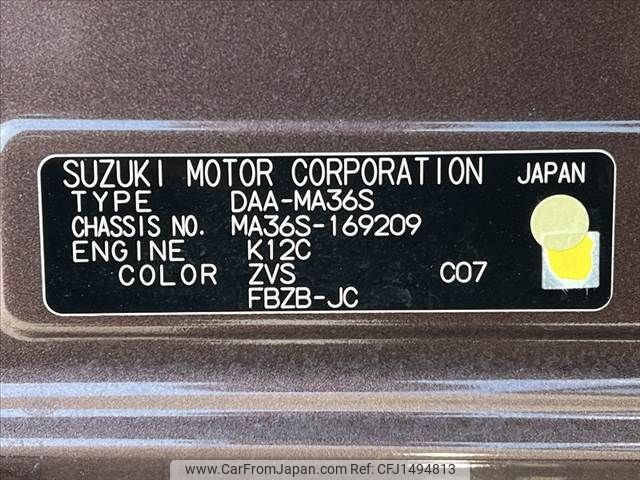 SUZUKI MOTOR CORPORATION JAPAN
TYPE DAA-MA36S
CHASSIS NO. MA36S-169209
ENGINE K12C
COLOR ZVS C07
FBZB-JC
www.CarFromJapan.com CFJ1494813